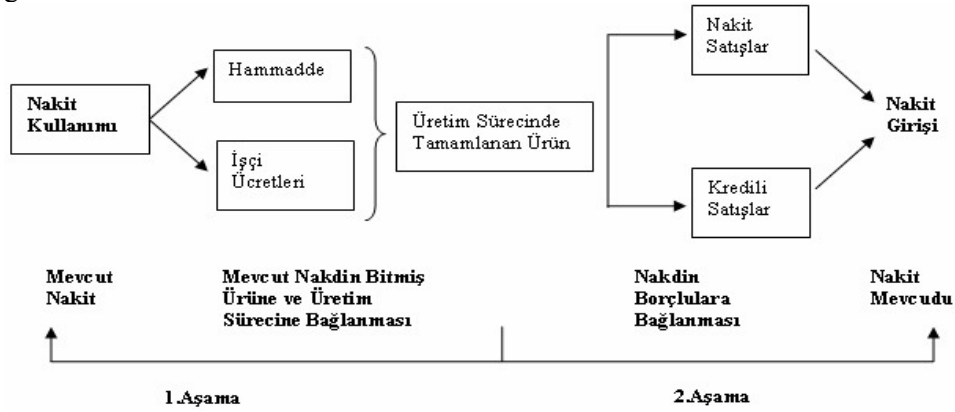 Nakit
Kullanımı
Hammadde
İşçi
Ücretleri
Üretim Sürecinde
Tamamlanan Ürün
Nakit
Satışlar
Kredili
Satışlar
Nakit
Girişi
Mevcut
Nakit
Mevcut Nakdin Bitmiş
Ürüne ve Üretim
Sürecine Bağlanması
Nakdin
Borçlulara
Bağlanması
Nakit
Mevcudu
1.Aşama
2.Aşama